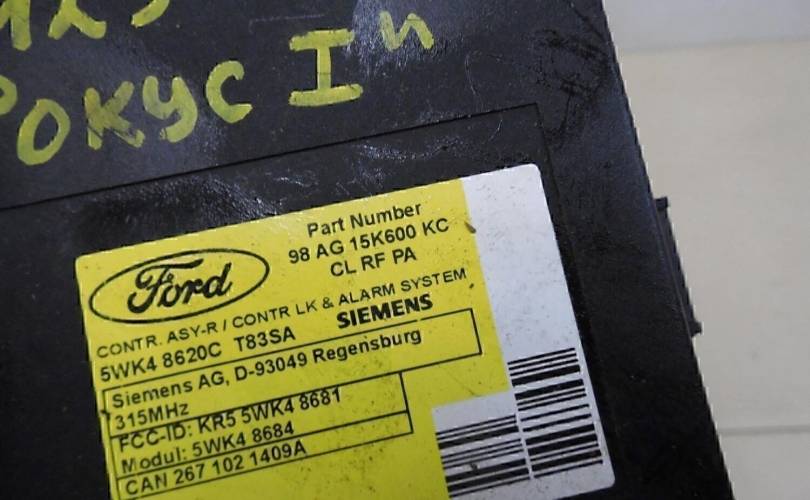 ФОКУС I"
Ford
Part Number
98 AG 15K600 KC
CL RF PA
CONTR. ASY-R / CONTR LK & ALARM SYSTEM
5WK4 8620C T83SA SIEMENS
Siemens AG, D-93049 Regensburg
315MHz
FCC-ID: KR5 5WK4 8681
Modul: 5WK4 8684
CAN 267 102 1409A